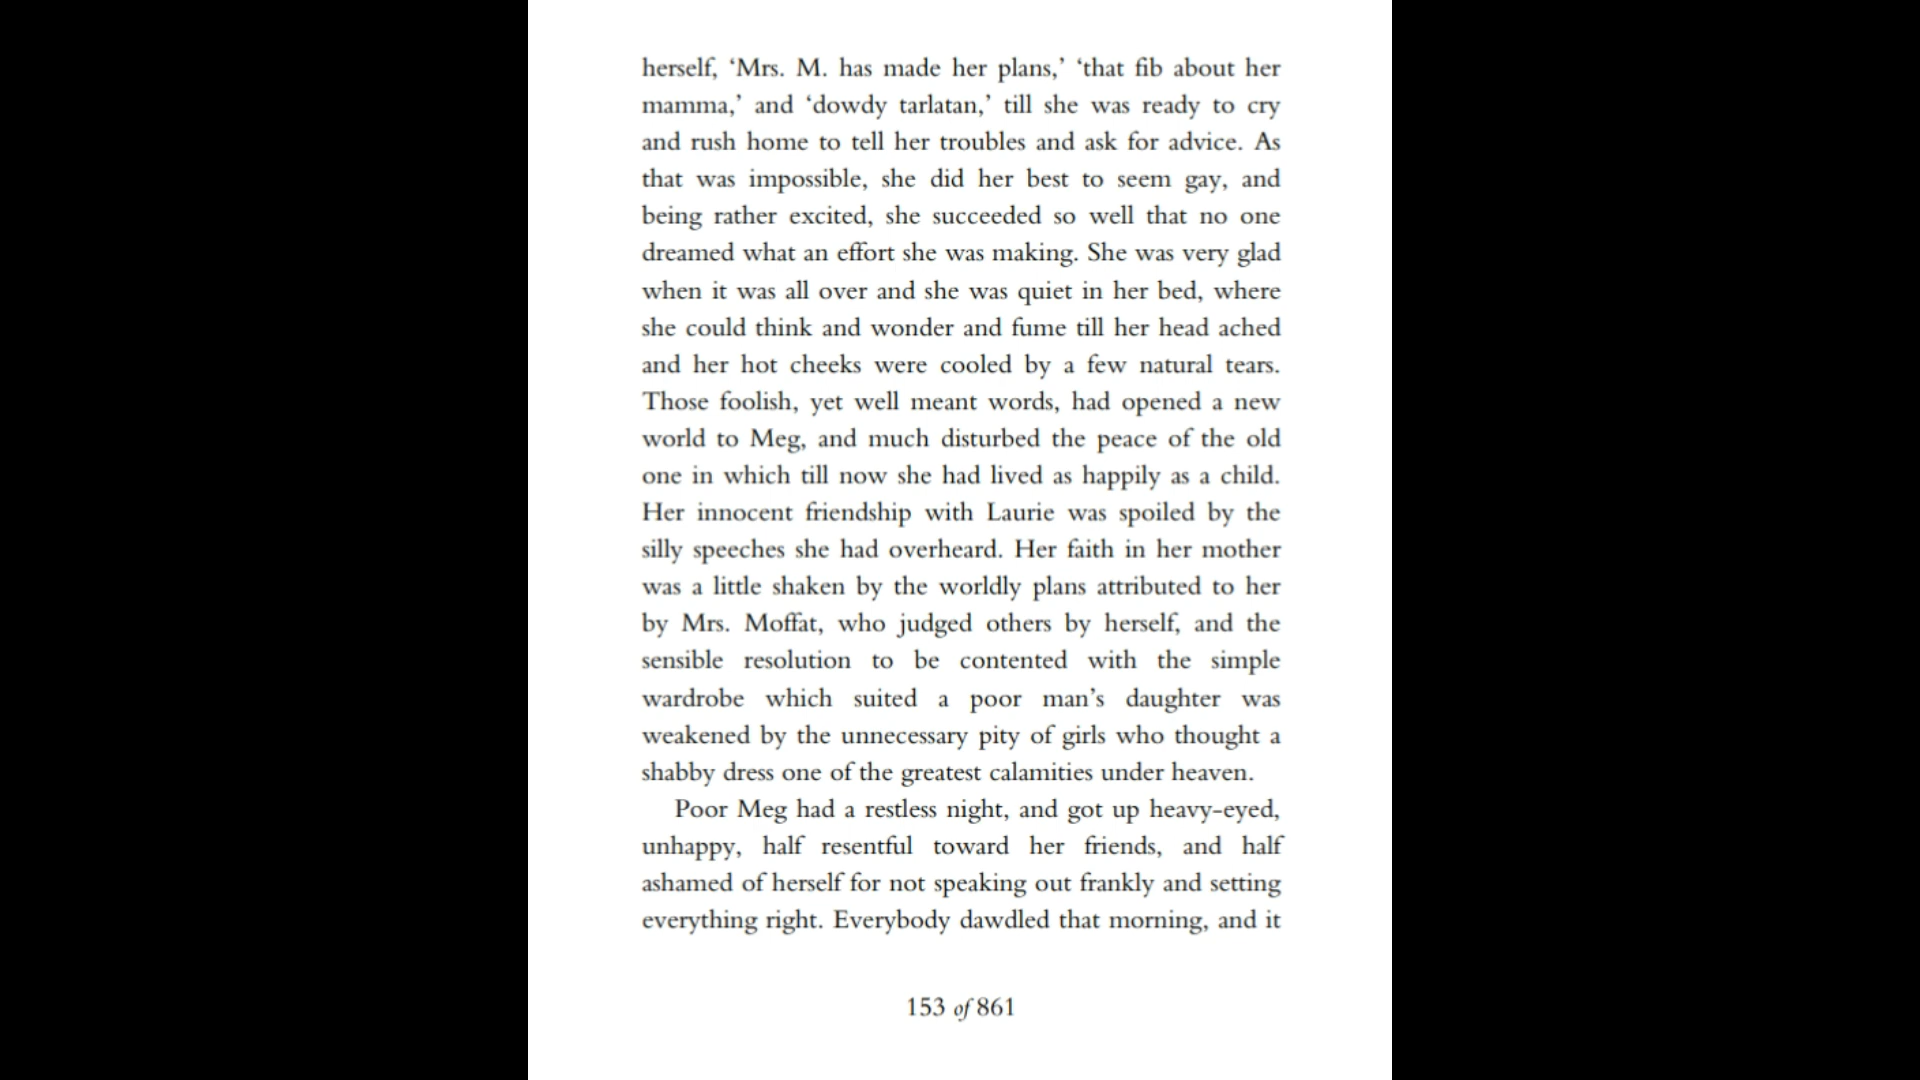 herself, ‘Mrs. M. has made her plans,’ ‘that fib about her
mamma,’ and ‘dowdy tarlatan,’ till she was ready to cry
and rush home to tell her troubles and ask for advice. As
that was impossible, she did her best to seem gay, and
being rather excited, she succeeded so well that no one
dreamed what an effort she was making. She was very glad
when it was all over and she was quiet in her bed, where
she could think and wonder and fume till her head ached
and her hot cheeks were cooled by a few natural tears.
Those foolish, yet well meant words, had opened a new
world to Meg, and much disturbed the peace of the old
one in which till now she had lived as happily as a child.
Her innocent friendship with Laurie was spoiled by the
silly speeches she had overheard. Her faith in her mother
was a little shaken by the worldly plans attributed to her
by Mrs. Moffat, who judged others by herself, and the
sensible resolution to be contented with the simple
wardrobe which suited a poor man’s daughter was
weakened by the unnecessary pity of girls who thought a
shabby dress one of the greatest calamities under heaven.
Poor Meg had a restless night, and got up heavy-eyed,
unhappy, half resentful toward her friends, and half
ashamed of herself for not speaking out frankly and setting
everything right. Everybody dawdled that morning, and it
153 of 861